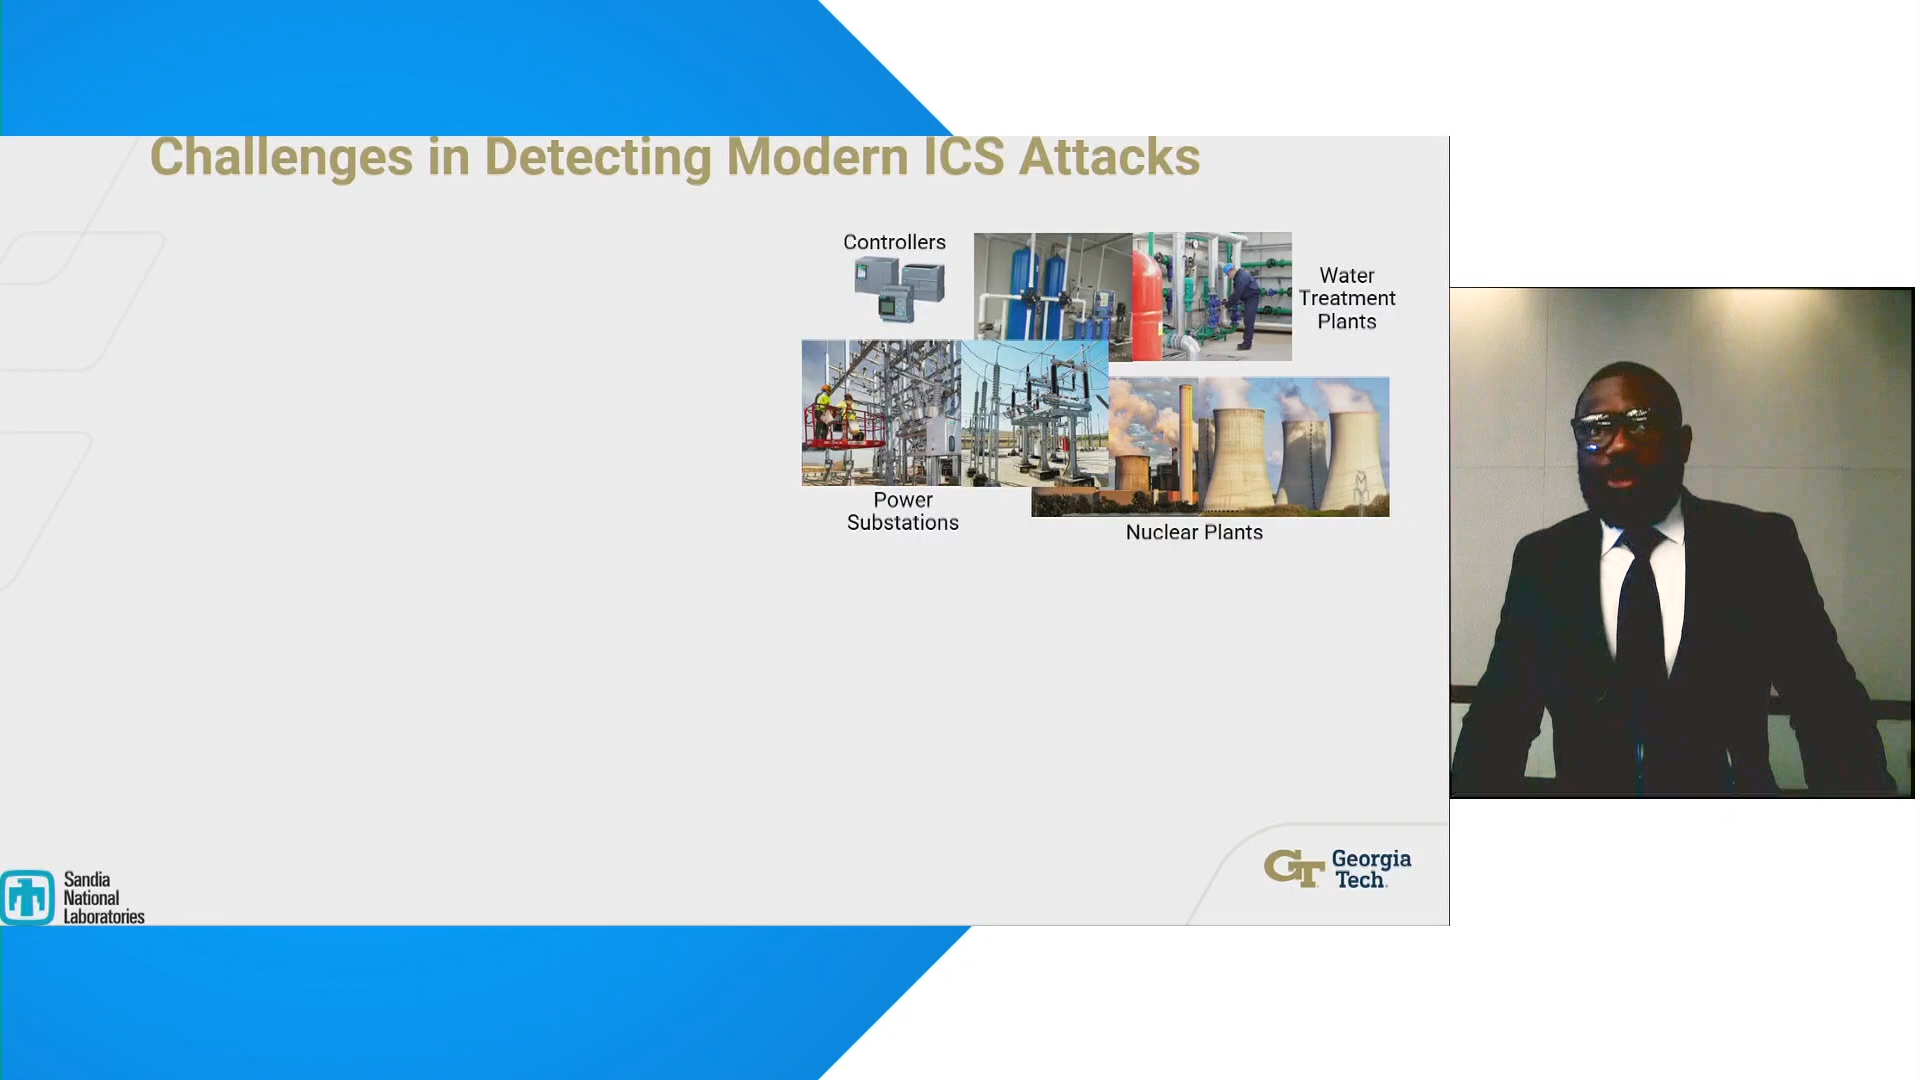 Challenges in Detecting Modern ICS Attacks
Controllers
Water
Treatment
Plants
Power
Substations
Nuclear Plants
Sandia
National
Laboratories
GT Georgia
Tech